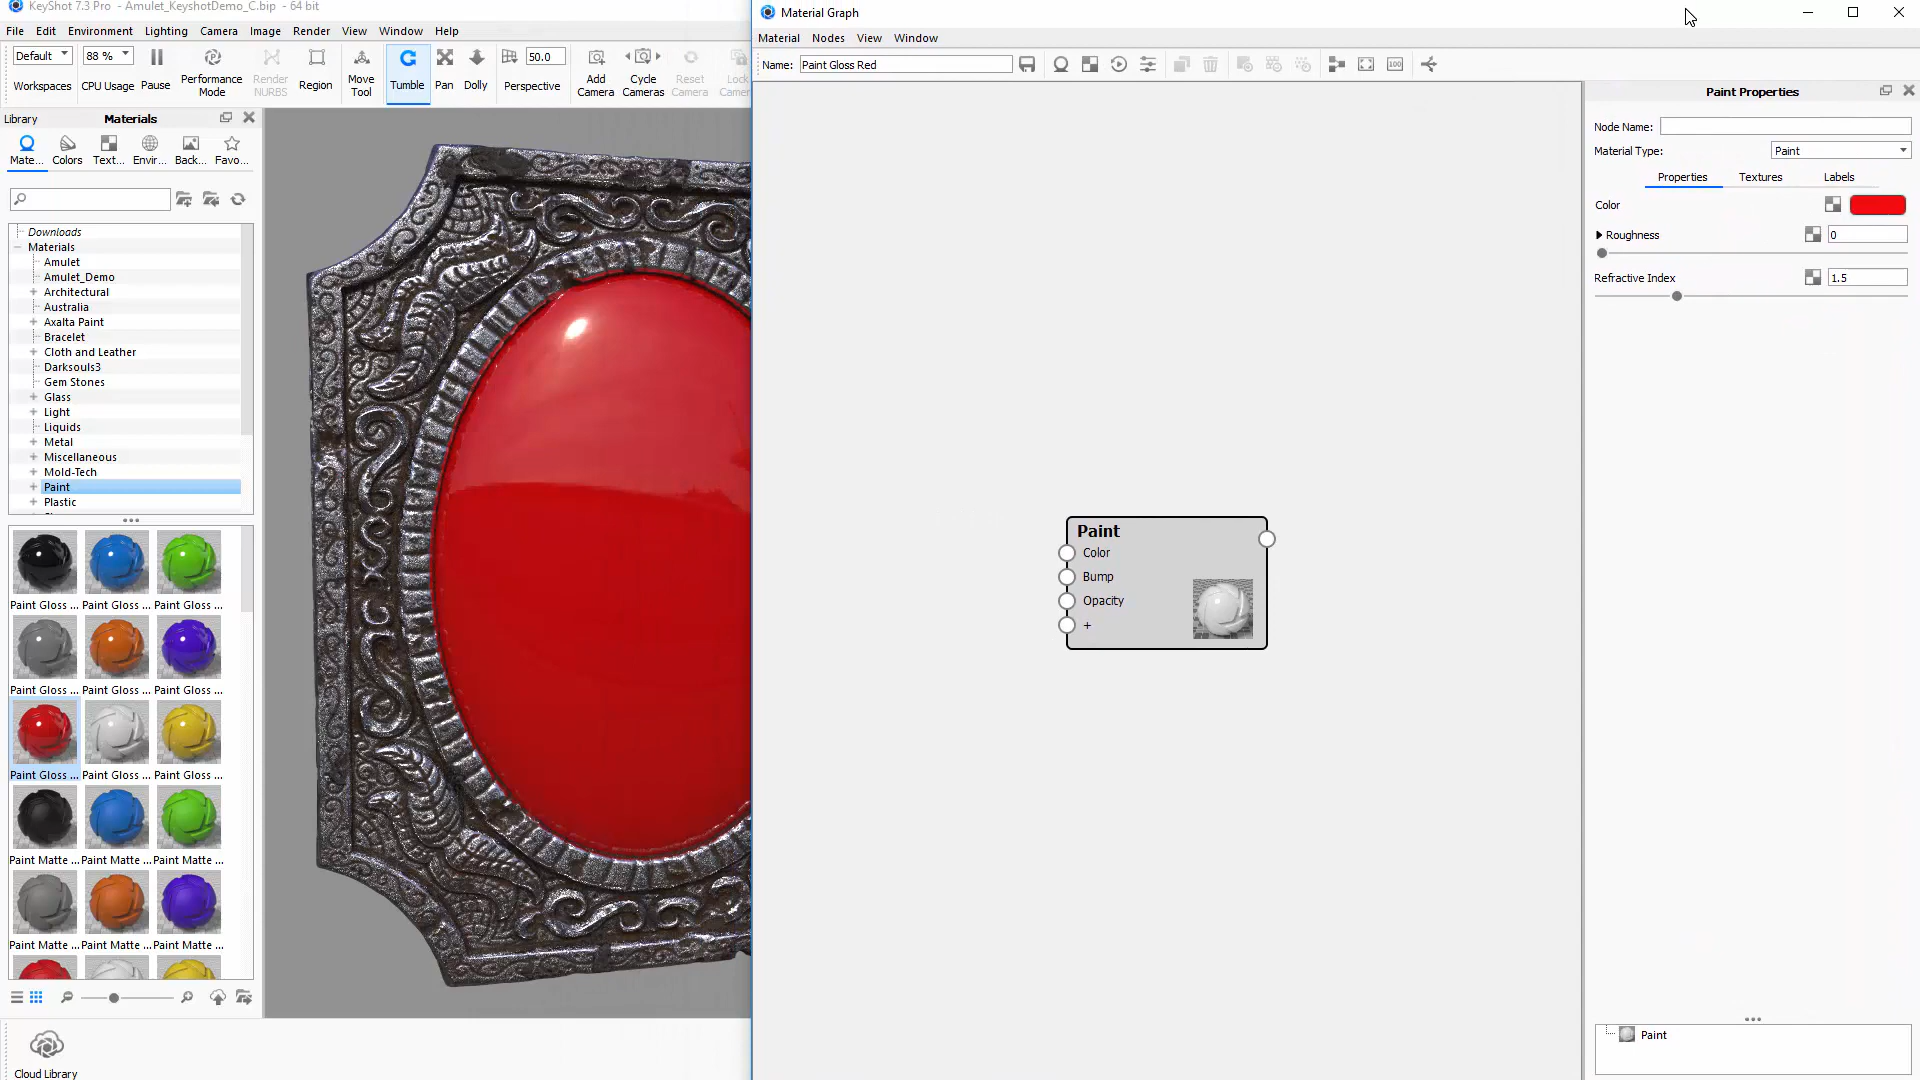 KeyShot 7.3 Pro - Amulet_KeyshotDemo_C.bip - 64 bit
File Edit Environment Lighting Camera Image Render View Window Help
Default 88 % 50.0
Workspaces CPU Usage Pause Performance Mode Render NURBS Region Move Tool Tumble Pan Dolly Perspective Add Camera Cycle Cameras Reset Camera Lock
Library Materials
Mate... Colors Text... Envir... Back... Favo...
Downloads
Materials
Amulet
Amulet_Demo
Architectural
Australia
Axalta Paint
Bracelet
Cloth and Leather
Darksouls3
Gem Stones
Glass
Light
Liquids
Metal
Miscellaneous
Mold-Tech
Paint
Plastic
Paint Gloss ... Paint Gloss ... Paint Gloss ...
Paint Gloss ... Paint Gloss ... Paint Gloss ...
Paint Gloss ... Paint Gloss ... Paint Gloss ...
Paint Matte ... Paint Matte ... Paint Matte ...
Paint Matte ... Paint Matte ... Paint Matte ...
Cloud Library
Material Graph
Material Nodes View Window
Name: Paint Gloss Red
100
Paint
Color
Bump
Opacity
+
Paint Properties
Node Name:
Material Type: Paint
Properties Textures Labels
Color
Roughness 0
Refractive Index 1.5
Paint